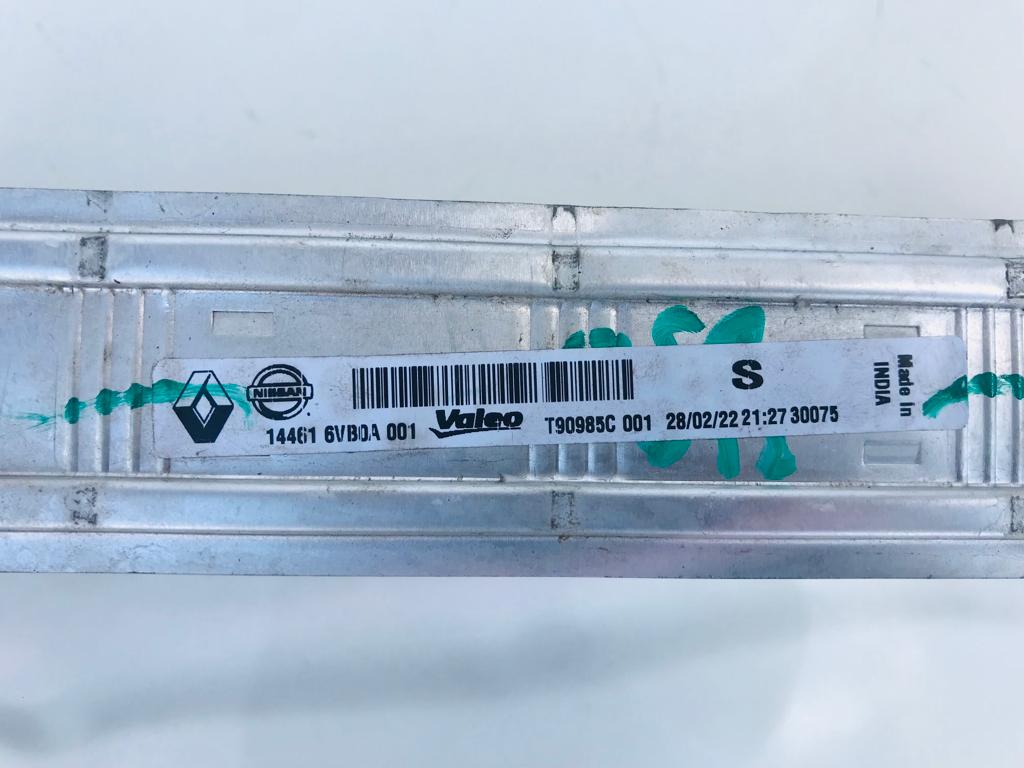 NISSAN
S
Made in
INDIA
14461 6VB0A 001 Valeo T90985C 001 28/02/22 21:27 30075